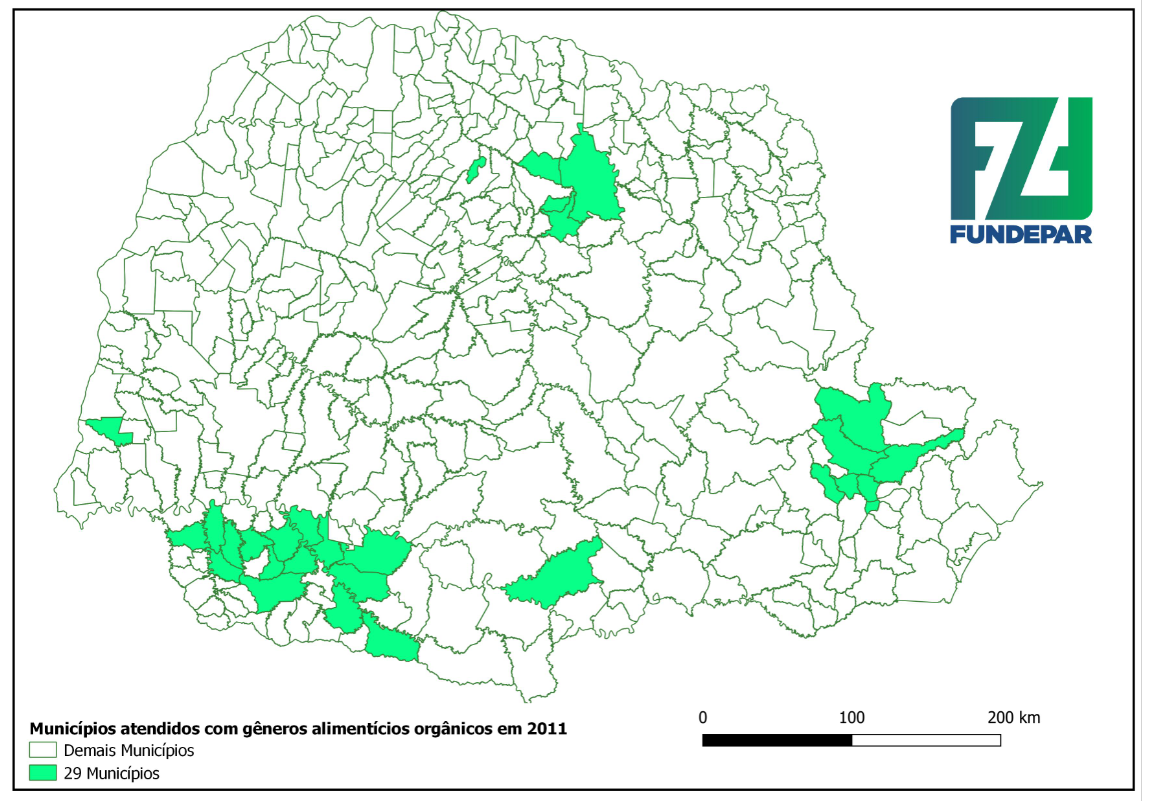 FUNDEPAR
0 100 200 km
Municípios atendidos com gêneros alimentícios orgânicos em 2011
Demais Municípios
29 Municípios